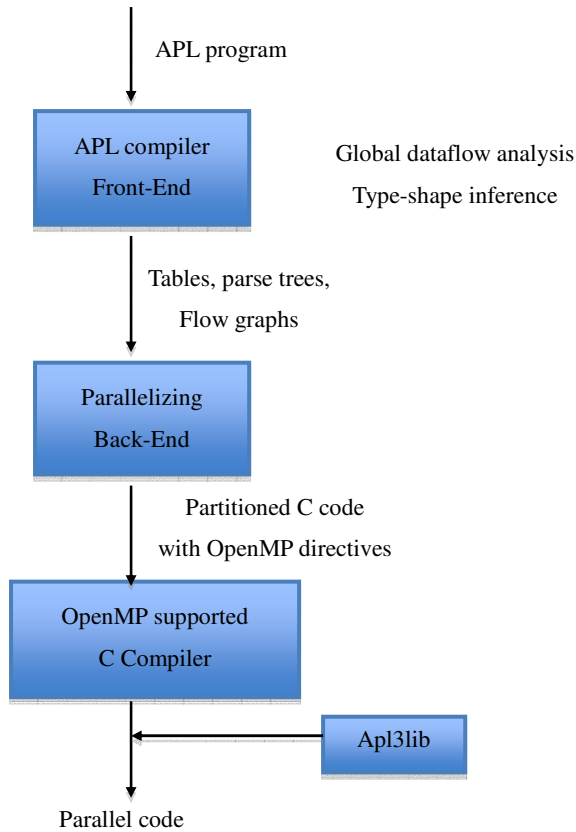 APL program
APL compiler
Front-End
Global dataflow analysis
Type-shape inference
Tables, parse trees,
Flow graphs
Parallelizing
Back-End
Partitioned C code
with OpenMP directives
OpenMP supported
C Compiler
Apl3lib
Parallel code